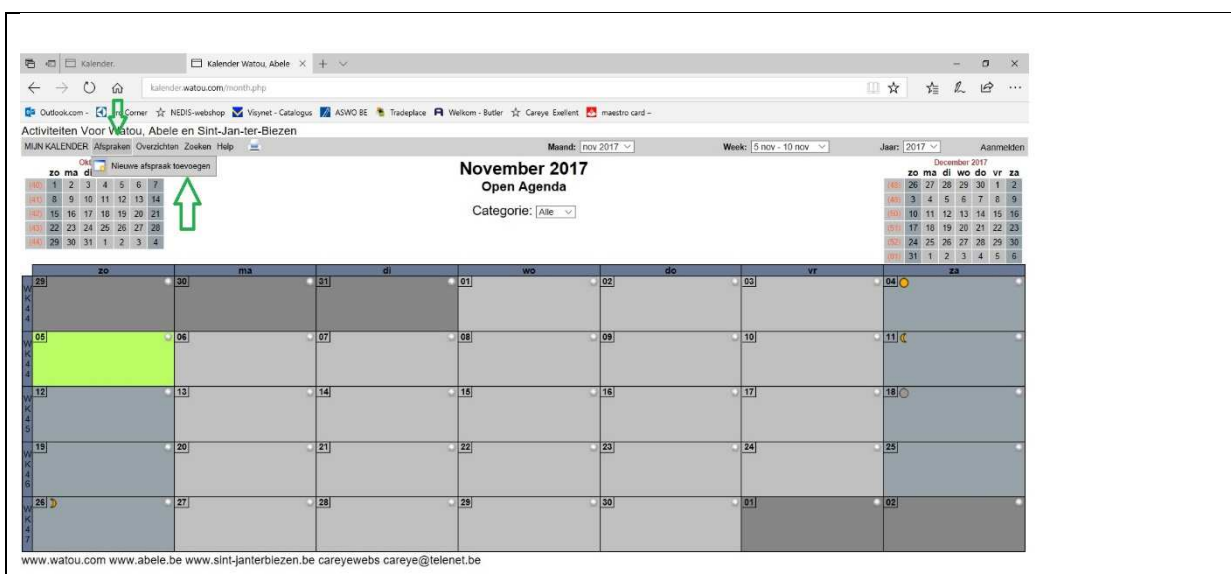 Kalender.
Kalender Watou, Abele
kalender.watou.com/month.php
Outlook.com -
Corner
NEDIS-webshop
Visynet - Catalogus
ASWO BE
Tradeplace
Welkom - Butler
Careye Exellent
maestro card –
Activiteiten Voor Watou, Abele en Sint-Jan-ter-Biezen
MIJN KALENDER Afspraken Overzichten Zoeken Help
Maand: nov 2017
Week: 5 nov - 10 nov
Jaar: 2017
Aanmelden
Nieuwe afspraak toevoegen
Okt
zo ma di
(40) 1 2 3 4 5 6 7
(41) 8 9 10 11 12 13 14
(42) 15 16 17 18 19 20 21
(43) 22 23 24 25 26 27 28
(44) 29 30 31 1 2 3 4
November 2017
Open Agenda
Categorie: Alle
December 2017
zo ma di wo do vr za
26 27 28 29 30 1 2
3 4 5 6 7 8 9
10 11 12 13 14 15 16
17 18 19 20 21 22 23
24 25 26 27 28 29 30
31 1 2 3 4 5 6
zo ma di wo do vr za
WK44 29 30 31 01 02 03 04
WK44 05 06 07 08 09 10 11
WK45 12 13 14 15 16 17 18
WK46 19 20 21 22 23 24 25
WK47 26 27 28 29 30 01 02
www.watou.com www.abele.be www.sint-janterbiezen.be careyewebs careye@telenet.be